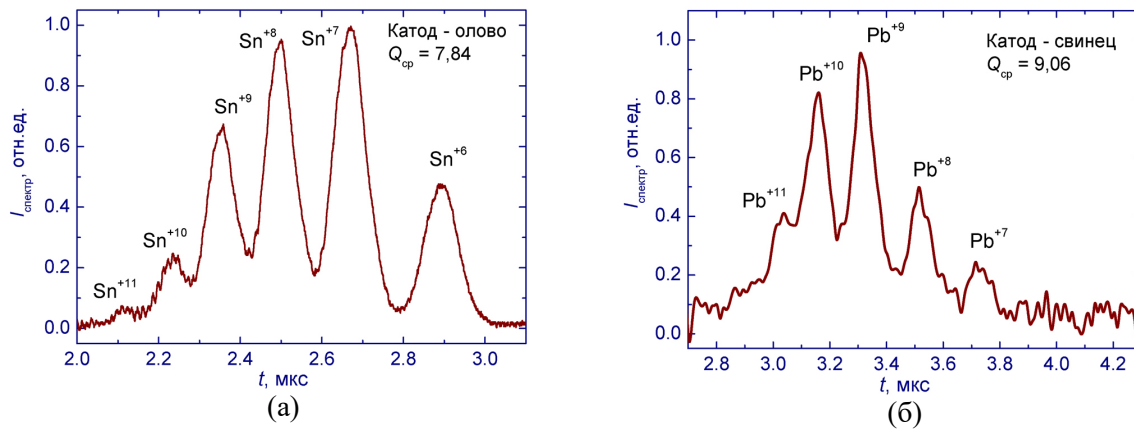 Катод - олово
Qср = 7,84
Sn+11
Sn+10
Sn+9
Sn+8
Sn+7
Sn+6
1.0
0.8
0.6
0.4
0.2
0.0
Iспектр, отн.ед.
2.0 2.2 2.4 2.6 2.8 3.0
t, мкс
(а)
Катод - свинец
Qср = 9,06
Pb+11
Pb+10
Pb+9
Pb+8
Pb+7
1.0
0.8
0.6
0.4
0.2
0.0
Iспектр, отн.ед.
2.8 3.0 3.2 3.4 3.6 3.8 4.0 4.2
t, мкс
(б)